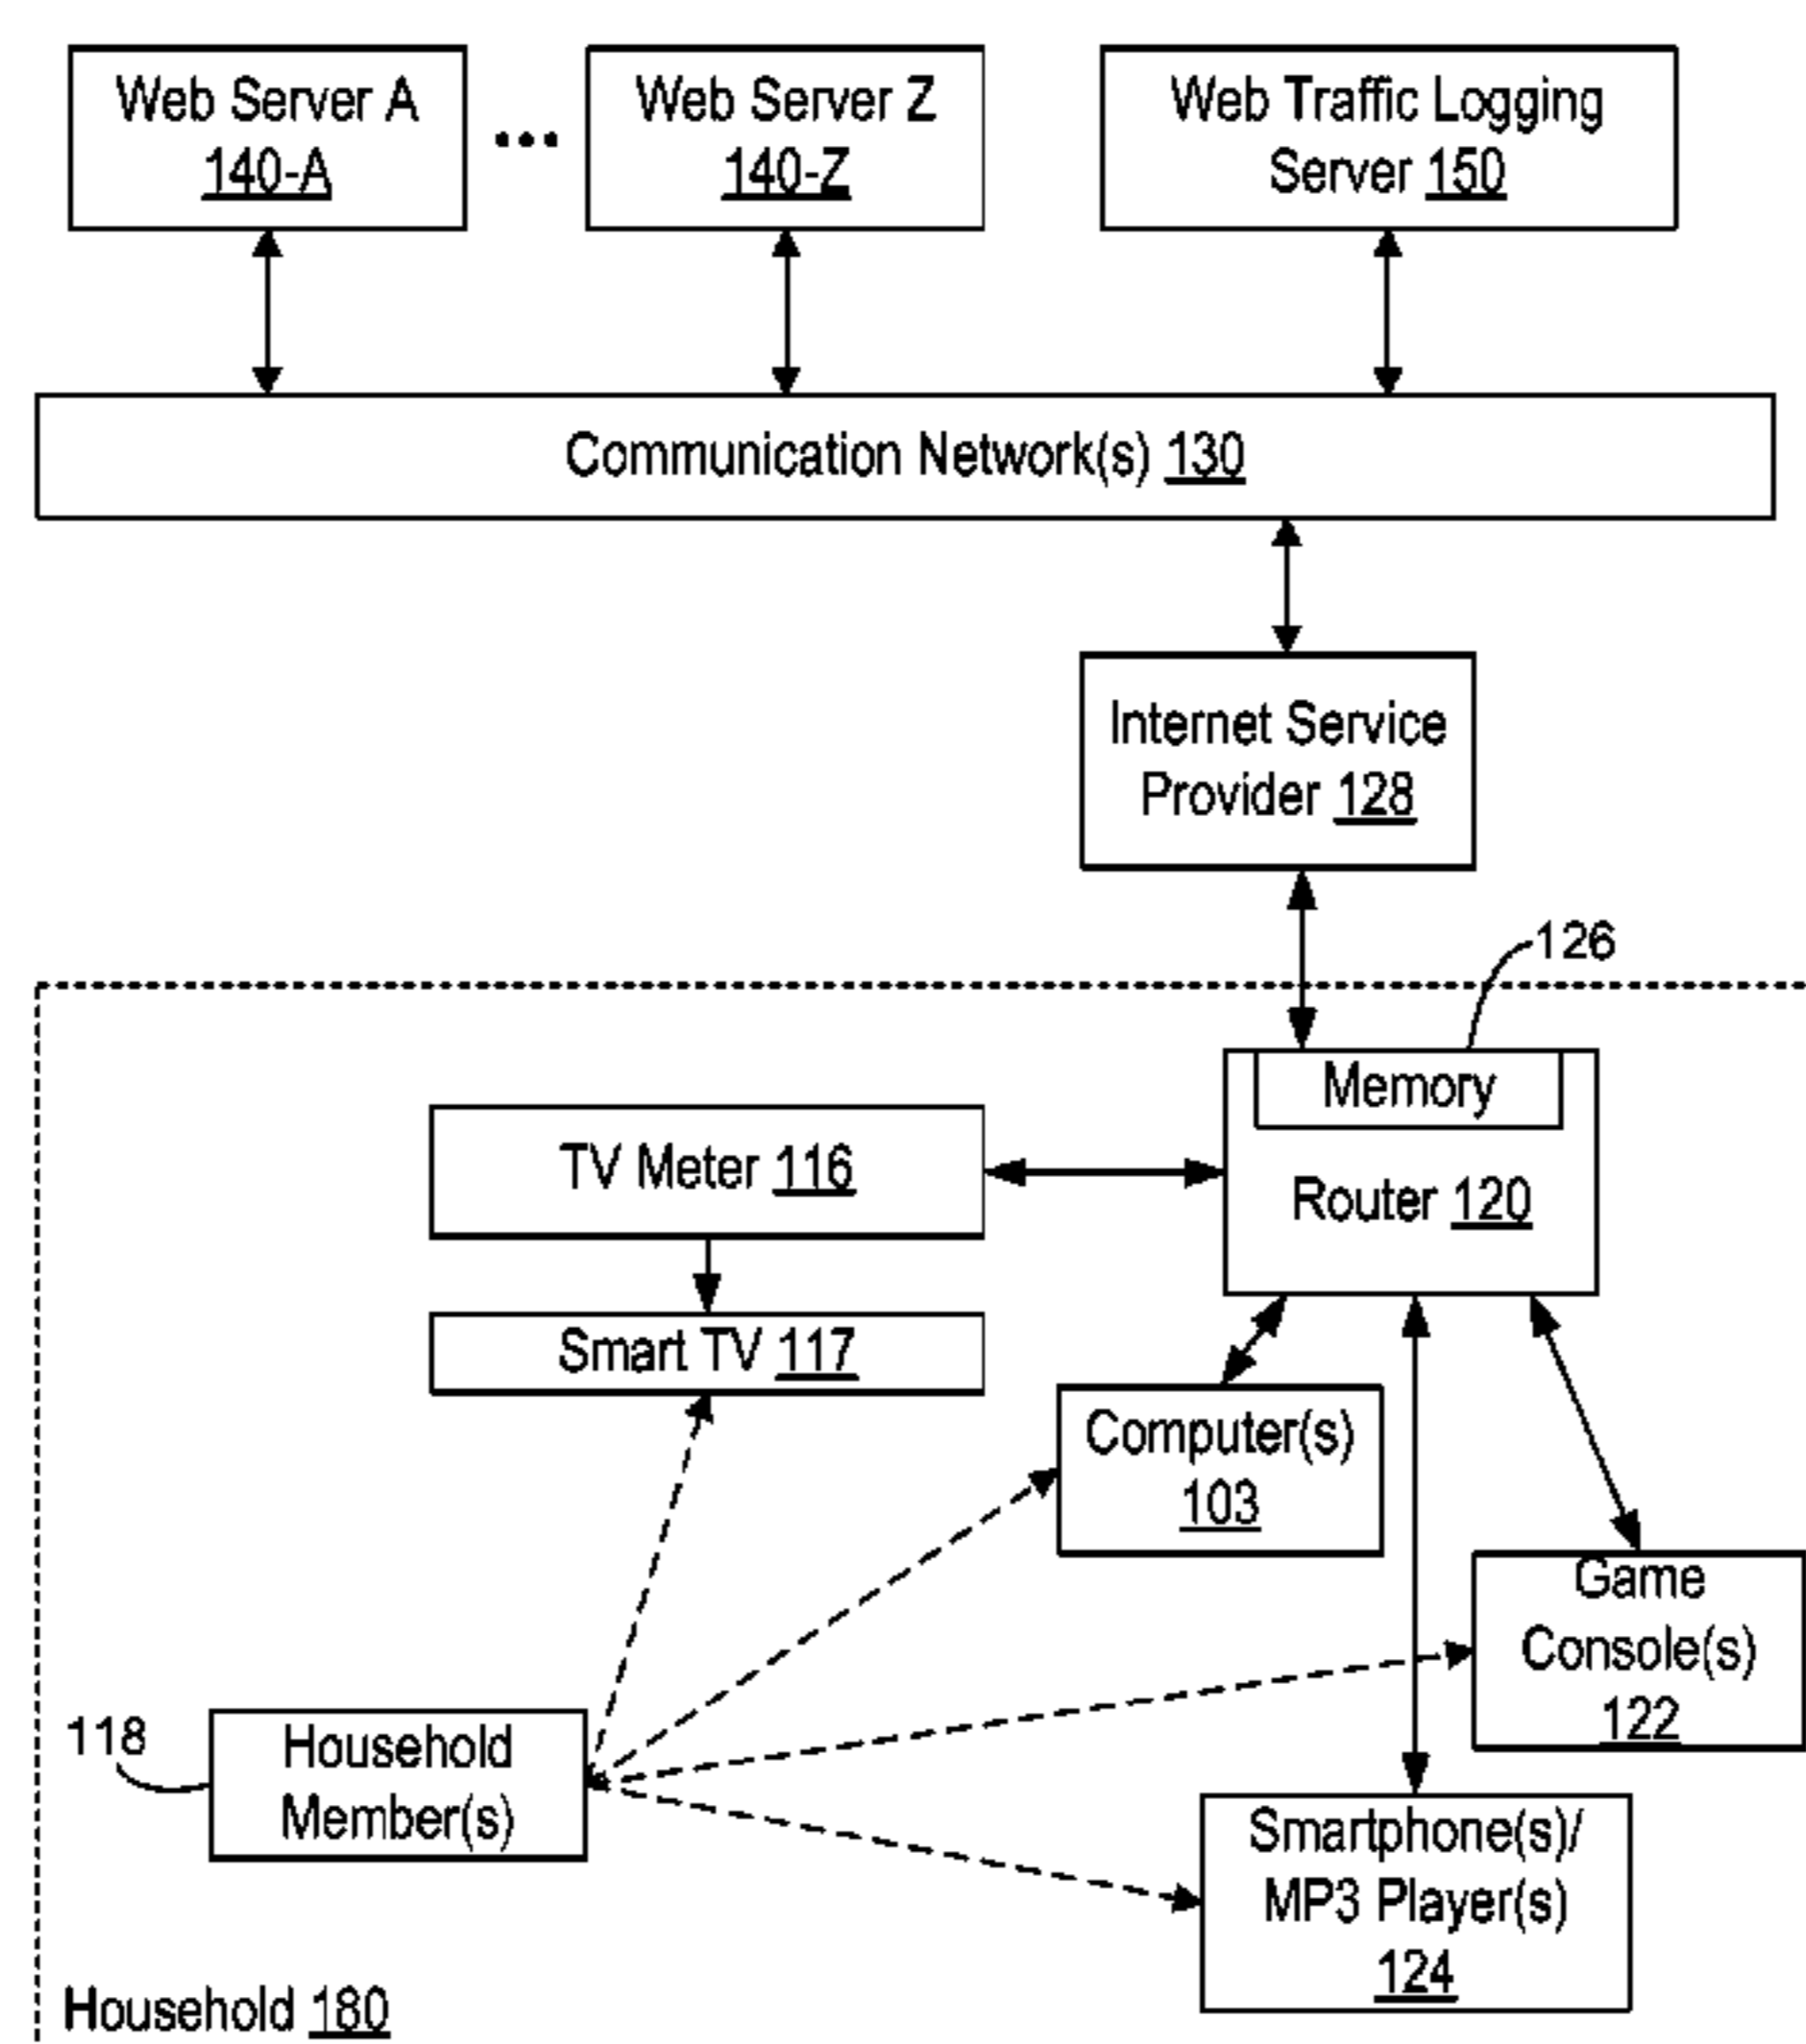 Web Server A
140-A
...
Web Server Z
140-Z
Web Traffic Logging
Server 150
Communication Network(s) 130
Internet Service
Provider 128
126
Memory
Router 120
TV Meter 116
Smart TV 117
Computer(s)
103
Game
Console(s)
122
118
Household
Member(s)
Smartphone(s)/
MP3 Player(s)
124
Household 180